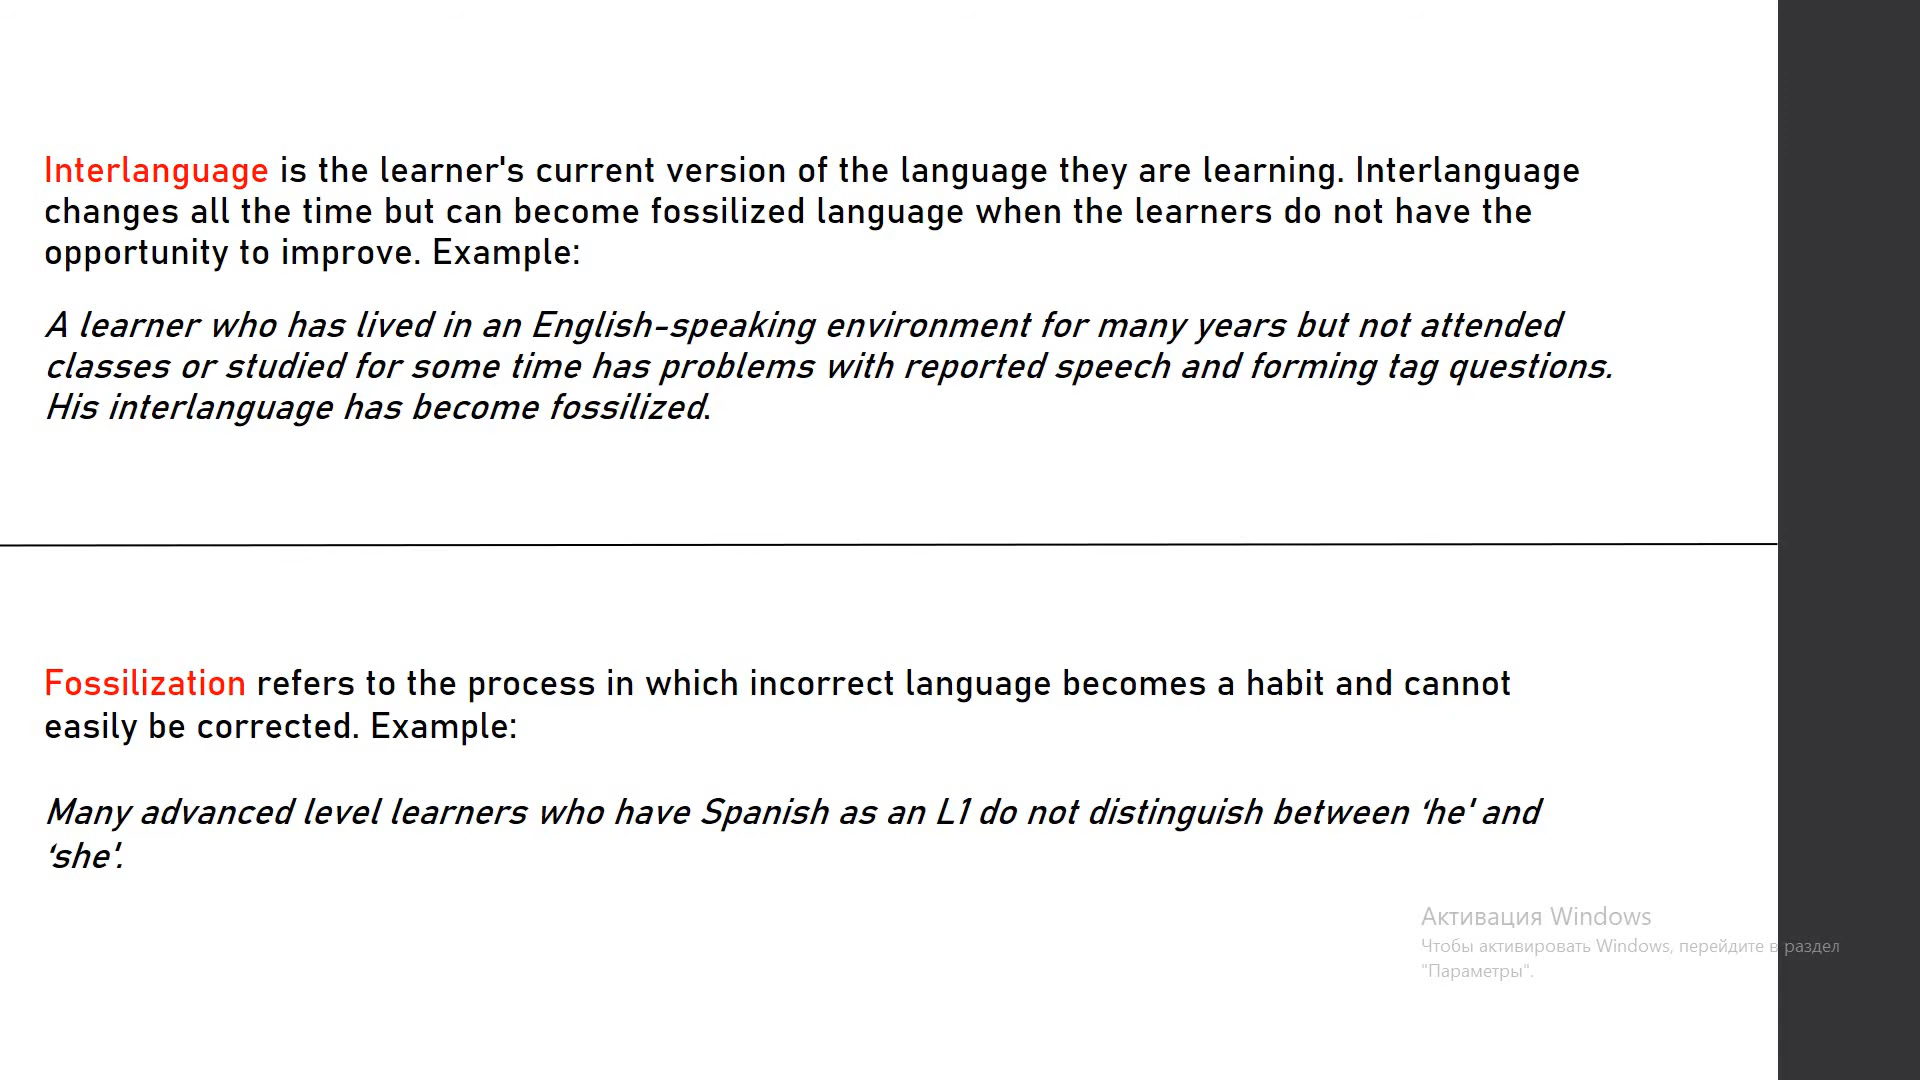 Interlanguage is the learner's current version of the language they are learning. Interlanguage
changes all the time but can become fossilized language when the learners do not have the
opportunity to improve. Example:
A learner who has lived in an English-speaking environment for many years but not attended
classes or studied for some time has problems with reported speech and forming tag questions.
His interlanguage has become fossilized.
Fossilization refers to the process in which incorrect language becomes a habit and cannot
easily be corrected. Example:
Many advanced level learners who have Spanish as an L1 do not distinguish between ‘he' and
‘she'.
Активация Windows
Чтобы активировать Windows, перейдите в раздел
"Параметры".